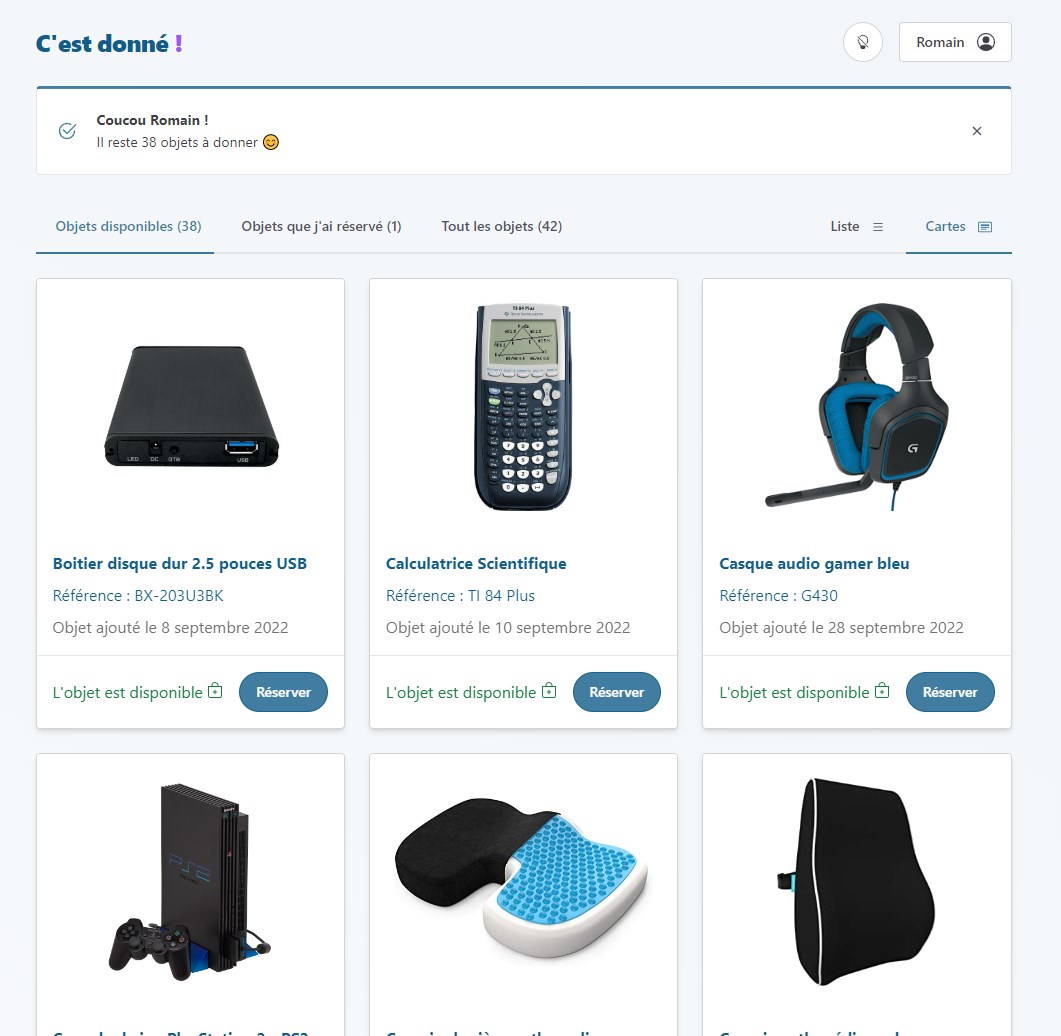 C'est donné !
Romain
Coucou Romain !
Il reste 38 objets à donner 😊
Objets disponibles (38)
Objets que j'ai réservé (1)
Tout les objets (42)
Liste
Cartes
TI 84 Plus
LED DC OTB USB
G
Boitier disque dur 2.5 pouces USB
Référence : BX-203U3BK
Objet ajouté le 8 septembre 2022
L'objet est disponible
Réserver
Calculatrice Scientifique
Référence : TI 84 Plus
Objet ajouté le 10 septembre 2022
L'objet est disponible
Réserver
Casque audio gamer bleu
Référence : G430
Objet ajouté le 28 septembre 2022
L'objet est disponible
Réserver
PS2